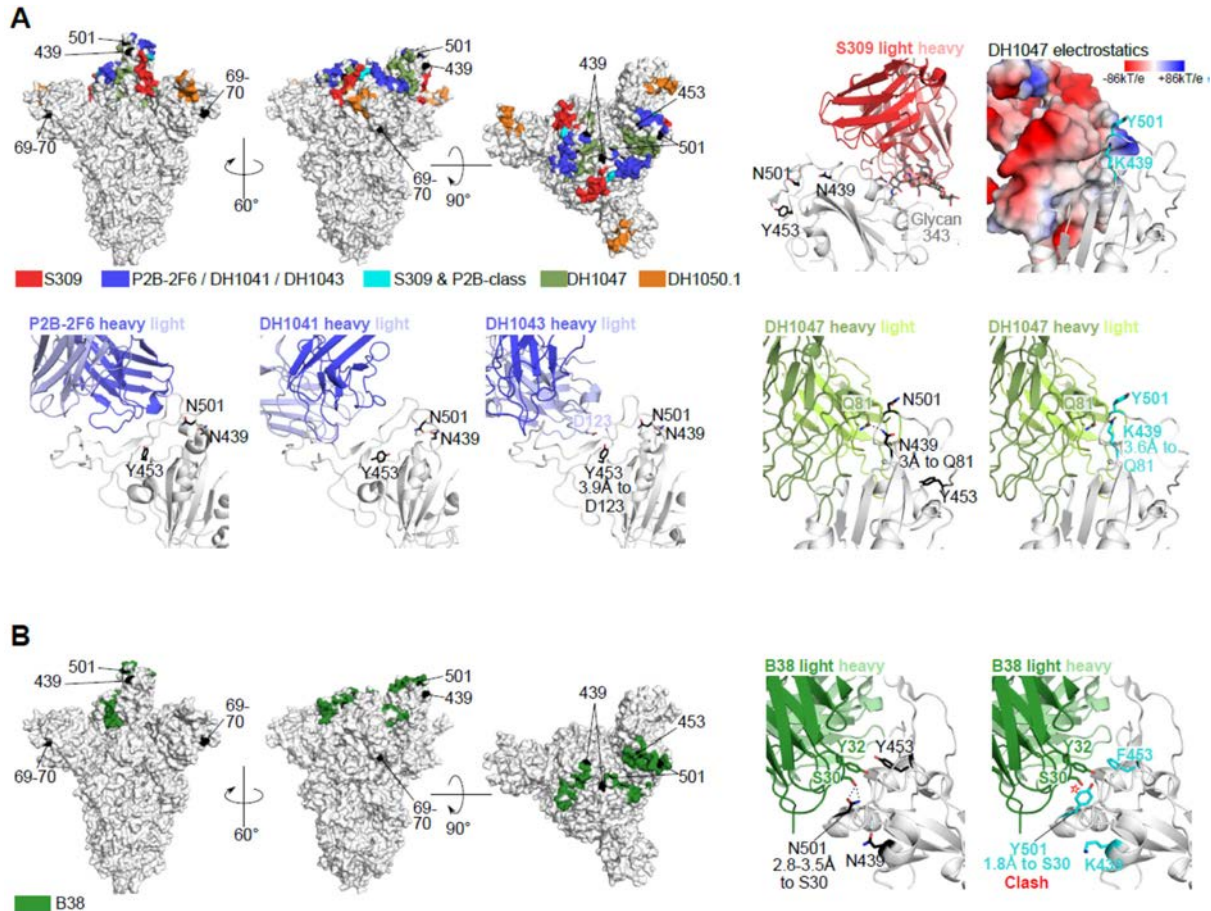 A
501
439
69-
70
69-70
60°
501
439
69-
70
90°
439
453
501
S309 light heavy
N501
N439
Y453
Glycan
343
DH1047 electrostatics
-86kT/e +86kT/e
Y501
K439
S309 P2B-2F6 / DH1041 / DH1043 S309 & P2B-class DH1047 DH1050.1
P2B-2F6 heavy light
N501
N439
Y453
DH1041 heavy light
N501
N439
Y453
DH1043 heavy light
D123
N501
N439
Y453
3.9Å to
D123
DH1047 heavy light
Q81
N501
N439
3Å to Q81
Y453
DH1047 heavy light
Q81
Y501
K439
3.6Å to
Q81
B
501
439
69-
70
69-70
60°
501
439
69-
70
90°
439
453
501
B38 light heavy
Y32
Y453
S30
N501
2.8-3.5Å
to S30
N439
B38 light heavy
Y32
F453
S30
Y501
1.8Å to S30
K439
Clash
B38